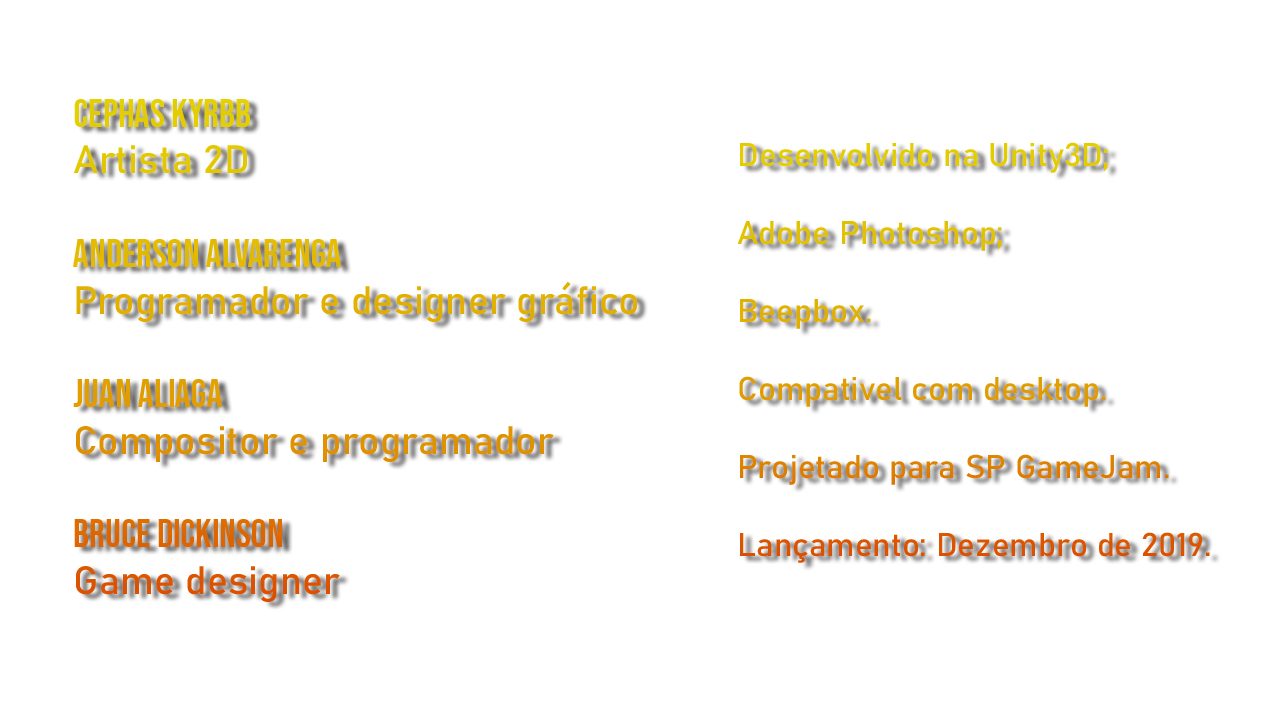 CEPHAS KYRBB
Artista 2D
ANDERSON ALVARENGA
Programador e designer gráfico
JUAN ALIAGA
Compositor e programador
BRUCE DICKINSON
Game designer
Desenvolvido na Unity3D;
Adobe Photoshop;
Beepbox.
Compativel com desktop.
Projetado para SP GameJam.
Lançamento: Dezembro de 2019.